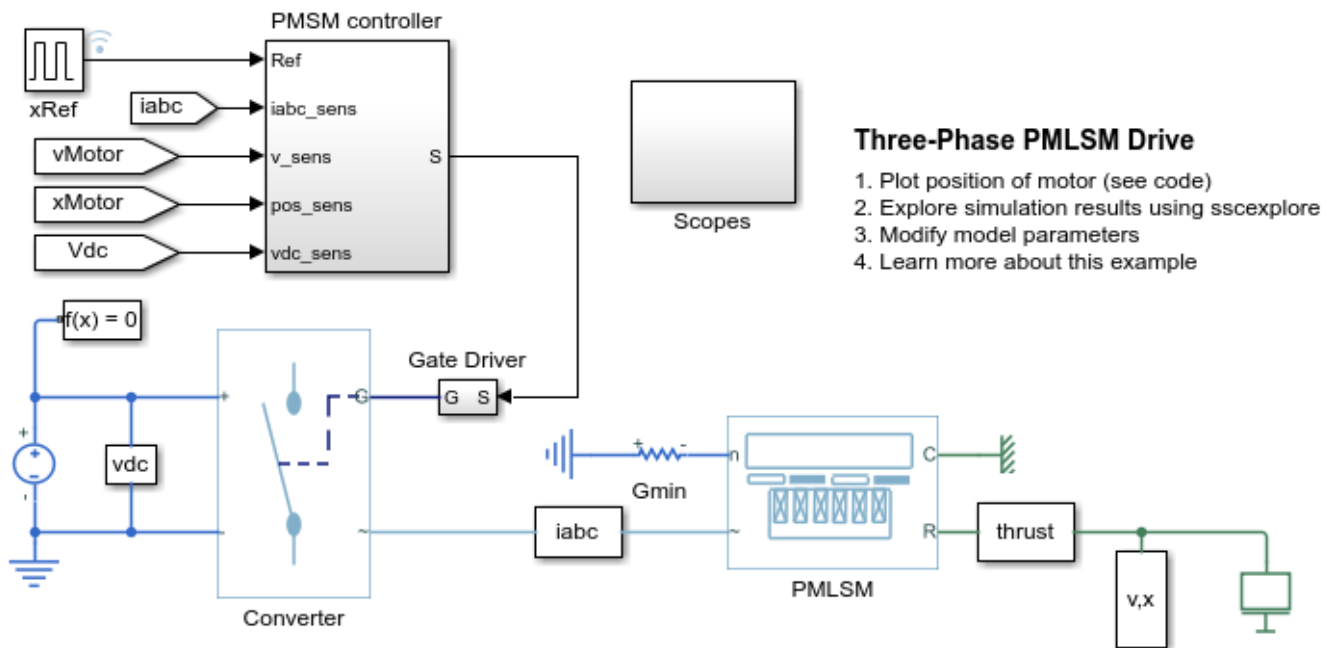 PMSM controller
xRef
Ref
iabc
iabc_sens
vMotor
v_sens
S
xMotor
pos_sens
Vdc
vdc_sens
Scopes
Three-Phase PMLSM Drive
1. Plot position of motor (see code)
2. Explore simulation results using sscexplore
3. Modify model parameters
4. Learn more about this example
f(x) = 0
Gate Driver
+
G
G S
+
+
-
vdc
-
~
Converter
+ -
Gmin
n
C
iabc
~
R
PMLSM
thrust
v,x